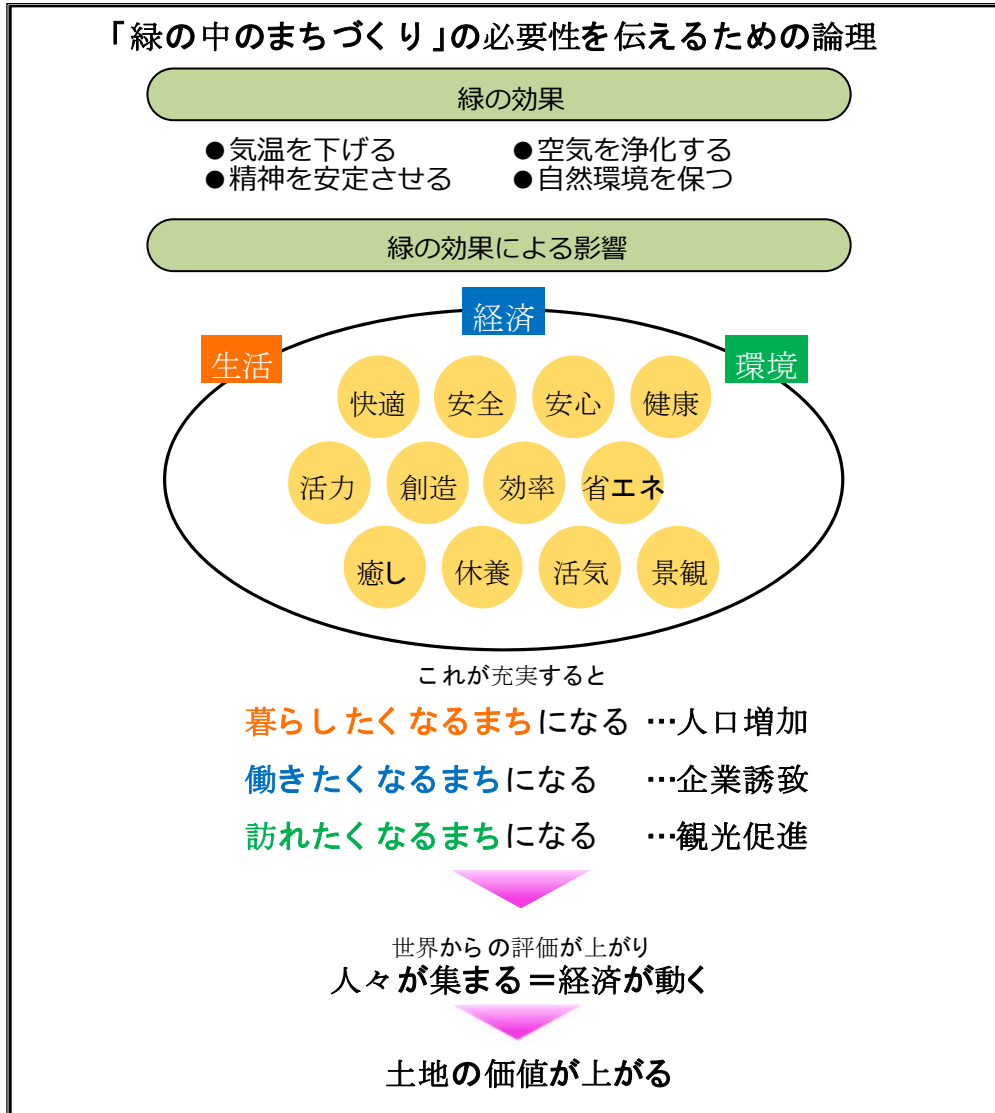 「緑の中のまちづくり」の必要性を伝えるための論理
緑の効果
●気温を下げる ●空気を浄化する
●精神を安定させる ●自然環境を保つ
緑の効果による影響
経済
生活 環境
快適 安全 安心 健康
活力 創造 効率 省エネ
癒し 休養 活気 景観
これが充実すると
暮らしたくなるまちになる …人口増加
働きたくなるまちになる …企業誘致
訪れたくなるまちになる …観光促進
世界からの評価が上がり
人々が集まる＝経済が動く
土地の価値が上がる